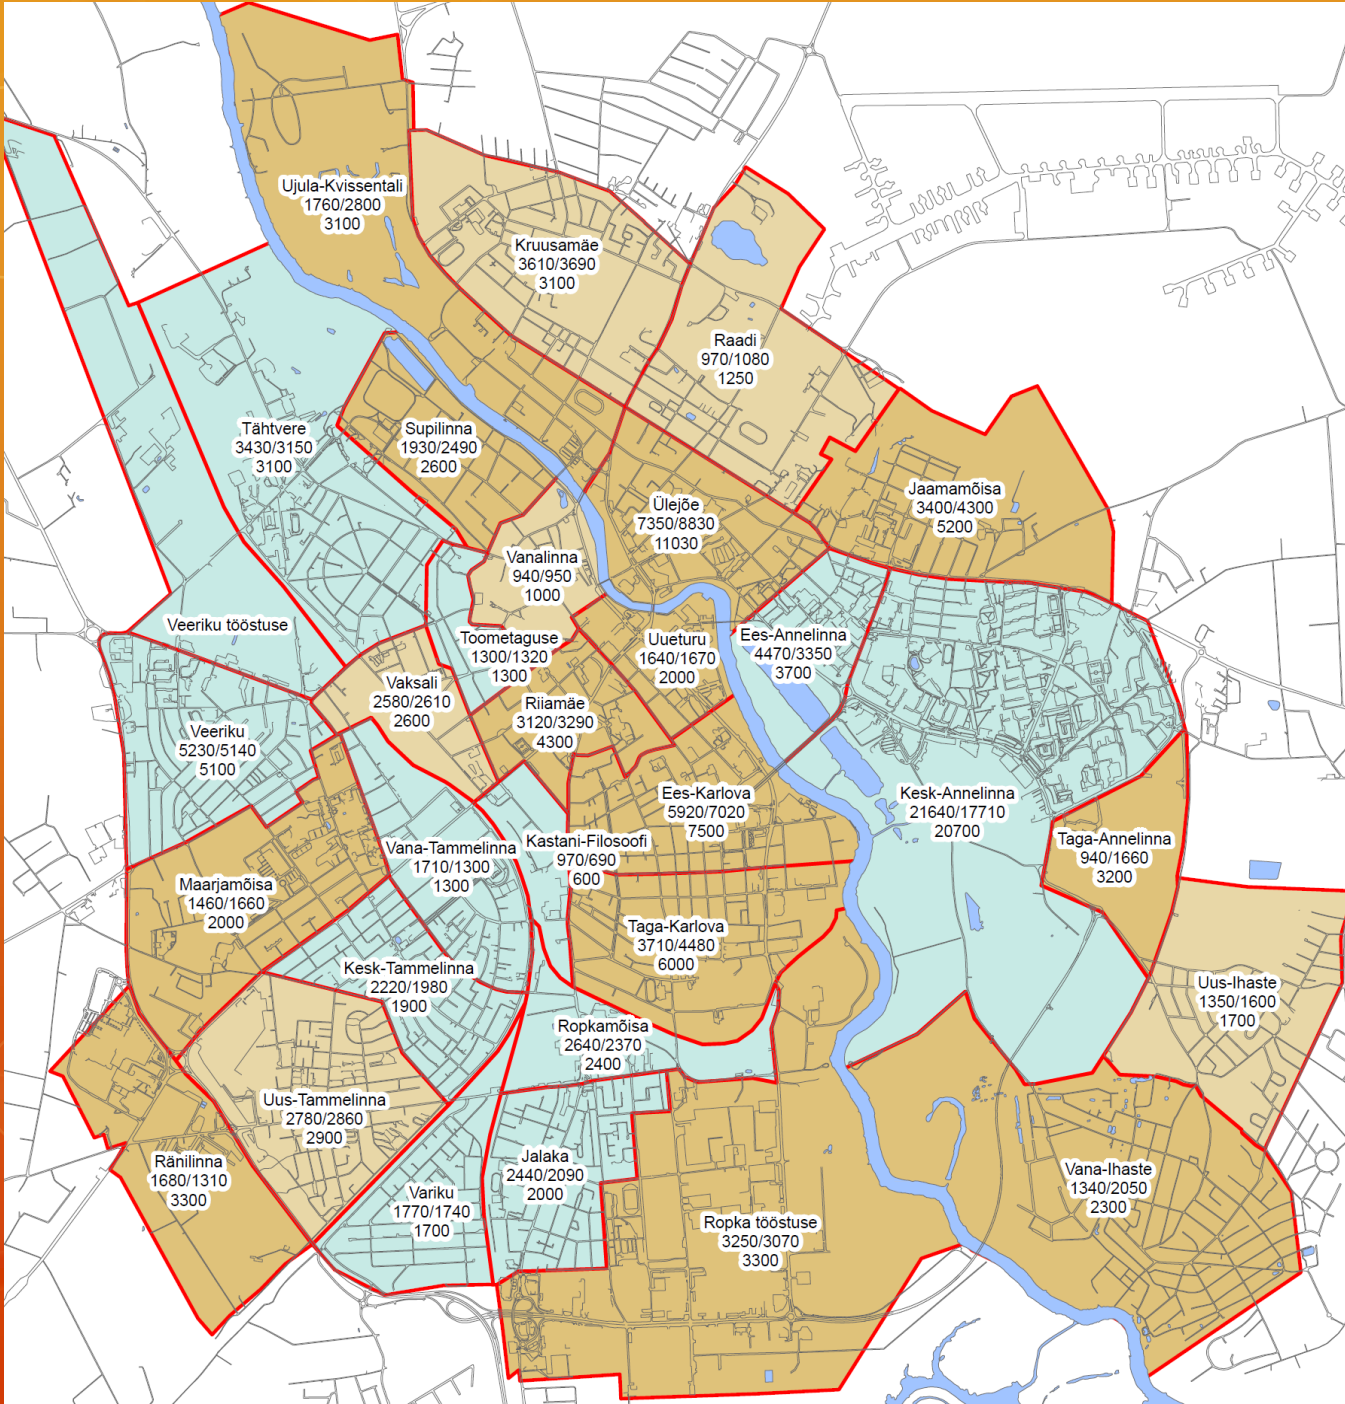 Ujula-Kvissentali
1760/2800
3100
Kruusamäe
3610/3690
3100
Raadi
970/1080
1250
Tähtvere
3430/3150
3100
Supilinna
1930/2490
2600
Ülejõe
7350/8830
11030
Jaamamõisa
3400/4300
5200
Vanalinna
940/950
1000
Veeriku tööstuse
Toometaguse
1300/1320
1300
Uueturu
1640/1670
2000
Ees-Annelinna
4470/3350
3700
Vaksali
2580/2610
2600
Riiamäe
3120/3290
4300
Veeriku
5230/5140
5100
Ees-Karlova
5920/7020
7500
Kesk-Annelinna
21640/17710
20700
Vana-Tammelinna
1710/1300
1300
Kastani-Filosoofi
970/690
600
Taga-Annelinna
940/1660
3200
Maarjamõisa
1460/1660
2000
Taga-Karlova
3710/4480
6000
Kesk-Tammelinna
2220/1980
1900
Uus-Ihaste
1350/1600
1700
Ropkamõisa
2640/2370
2400
Uus-Tammelinna
2780/2860
2900
Ränilinna
1680/1310
3300
Jalaka
2440/2090
2000
Vana-Ihaste
1340/2050
2300
Variku
1770/1740
1700
Ropka tööstuse
3250/3070
3300